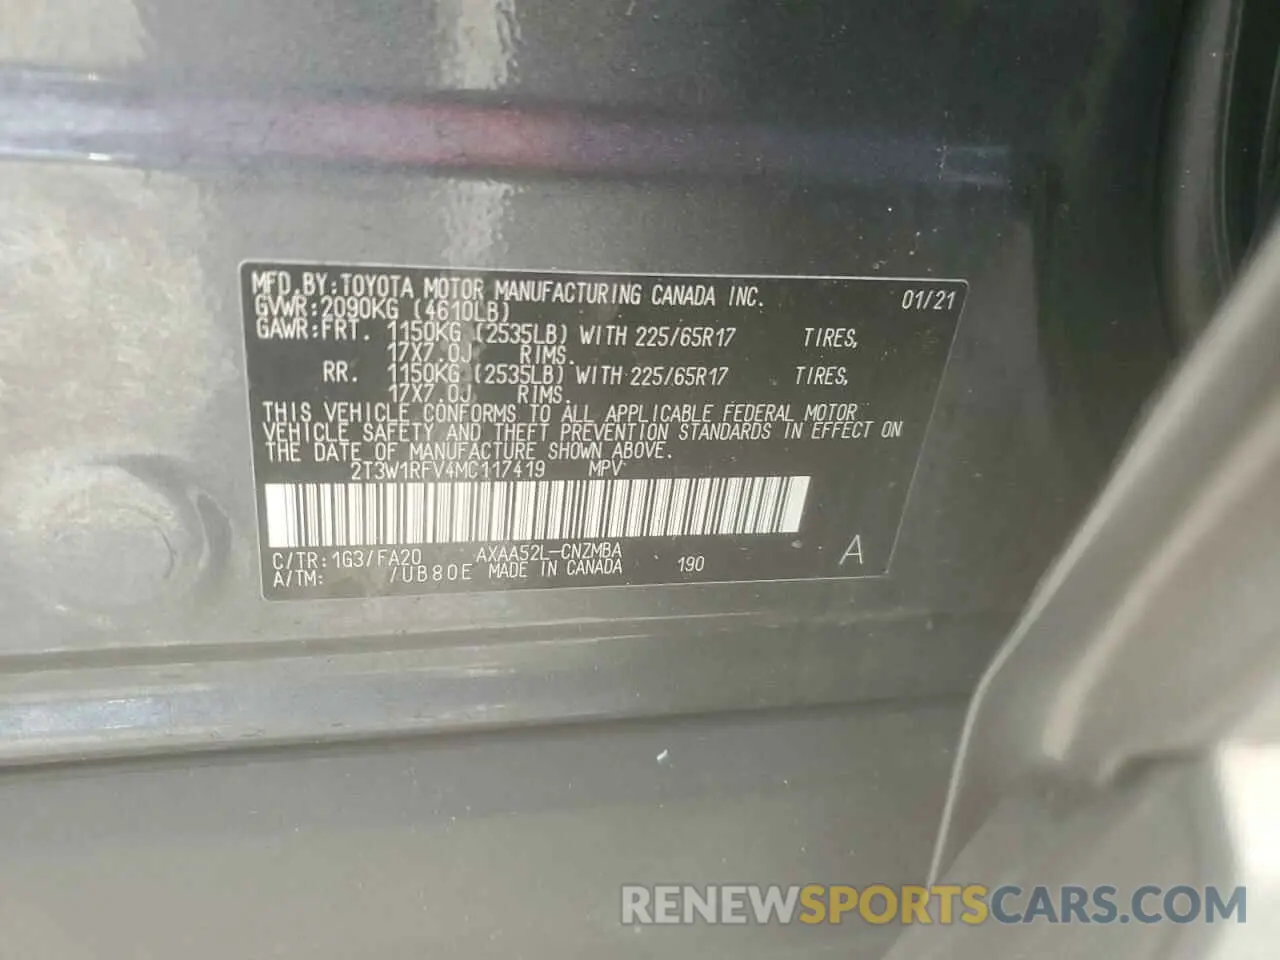 MFD.BY:TOYOTA MOTOR MANUFACTURING CANADA INC. 01/21
GVWR:2090KG (4610LB)
GAWR:FRT. 1150KG (2535LB) WITH 225/65R17 TIRES,
17X7.0J RIMS.
RR. 1150KG (2535LB) WITH 225/65R17 TIRES,
17X7.0J RIMS.
THIS VEHICLE CONFORMS TO ALL APPLICABLE FEDERAL MOTOR
VEHICLE SAFETY AND THEFT PREVENTION STANDARDS IN EFFECT ON
THE DATE OF MANUFACTURE SHOWN ABOVE.
2T3W1RFV4MC117419 MPV
C/TR:1G3/FA20 AXAA52L-CNZMBA
A/TM: /UB80E MADE IN CANADA 190 A
RENEWSPORTSCARS.COM